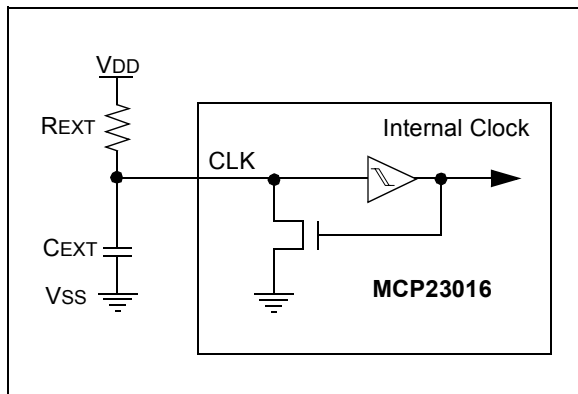 VDD
REXT
Internal Clock
CLK
CEXT
VSS
MCP23016